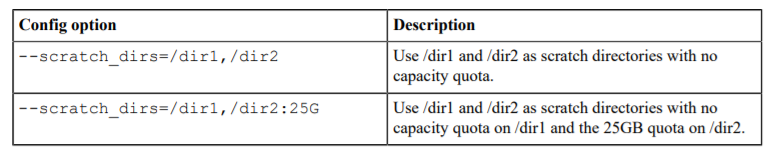 Config option Description
--scratch_dirs=/dir1,/dir2 Use /dir1 and /dir2 as scratch directories with no
capacity quota.
--scratch_dirs=/dir1,/dir2:25G Use /dir1 and /dir2 as scratch directories with no
capacity quota on /dir1 and the 25GB quota on /dir2.